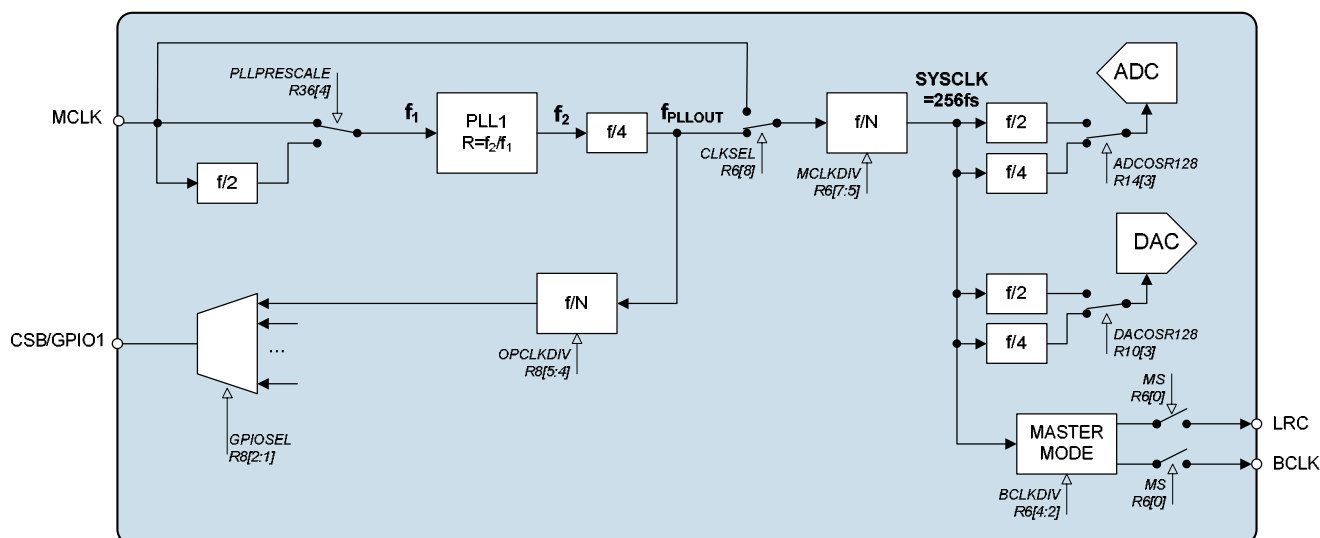 PLLPRESCALE
R36[4]
MCLK
f/2
f1
PLL1
R=f2/f1
f2
f/4
fPLLOUT
CLKSEL
R6[8]
f/N
MCLKDIV
R6[7:5]
SYSCLK
=256fs
f/2
f/4
ADC
ADCOSR128
R14[3]
DAC
f/2
f/4
DACOSR128
R10[3]
CSB/GPIO1
...
GPIOSEL
R8[2:1]
f/N
OPCLKDIV
R8[5:4]
MASTER
MODE
BCLKDIV
R6[4:2]
MS
R6[0]
LRC
BCLK
MS
R6[0]